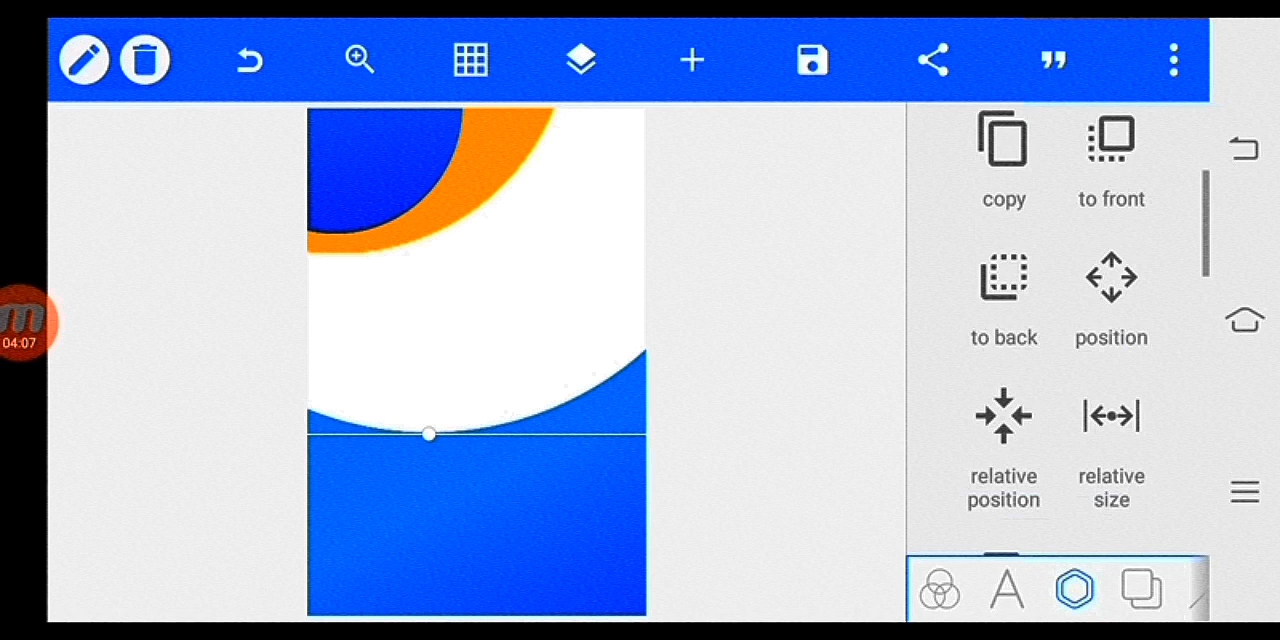 copy
to front
to back
position
relative
position
relative
size
04:07